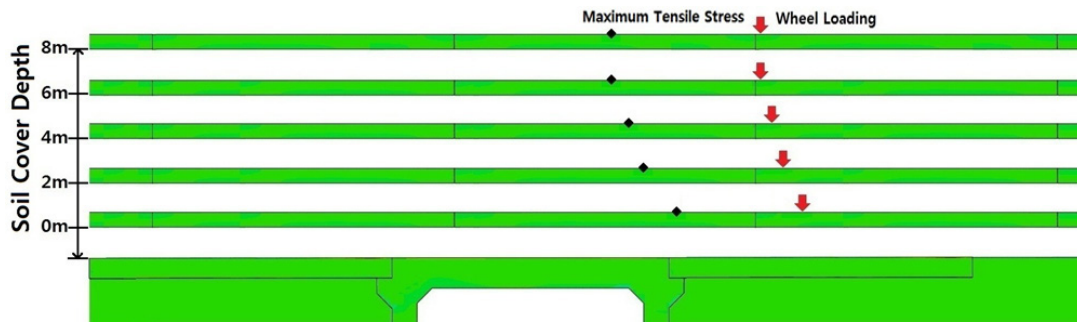 Maximum Tensile Stress
Wheel Loading
Soil Cover Depth
8m
6m
4m
2m
0m